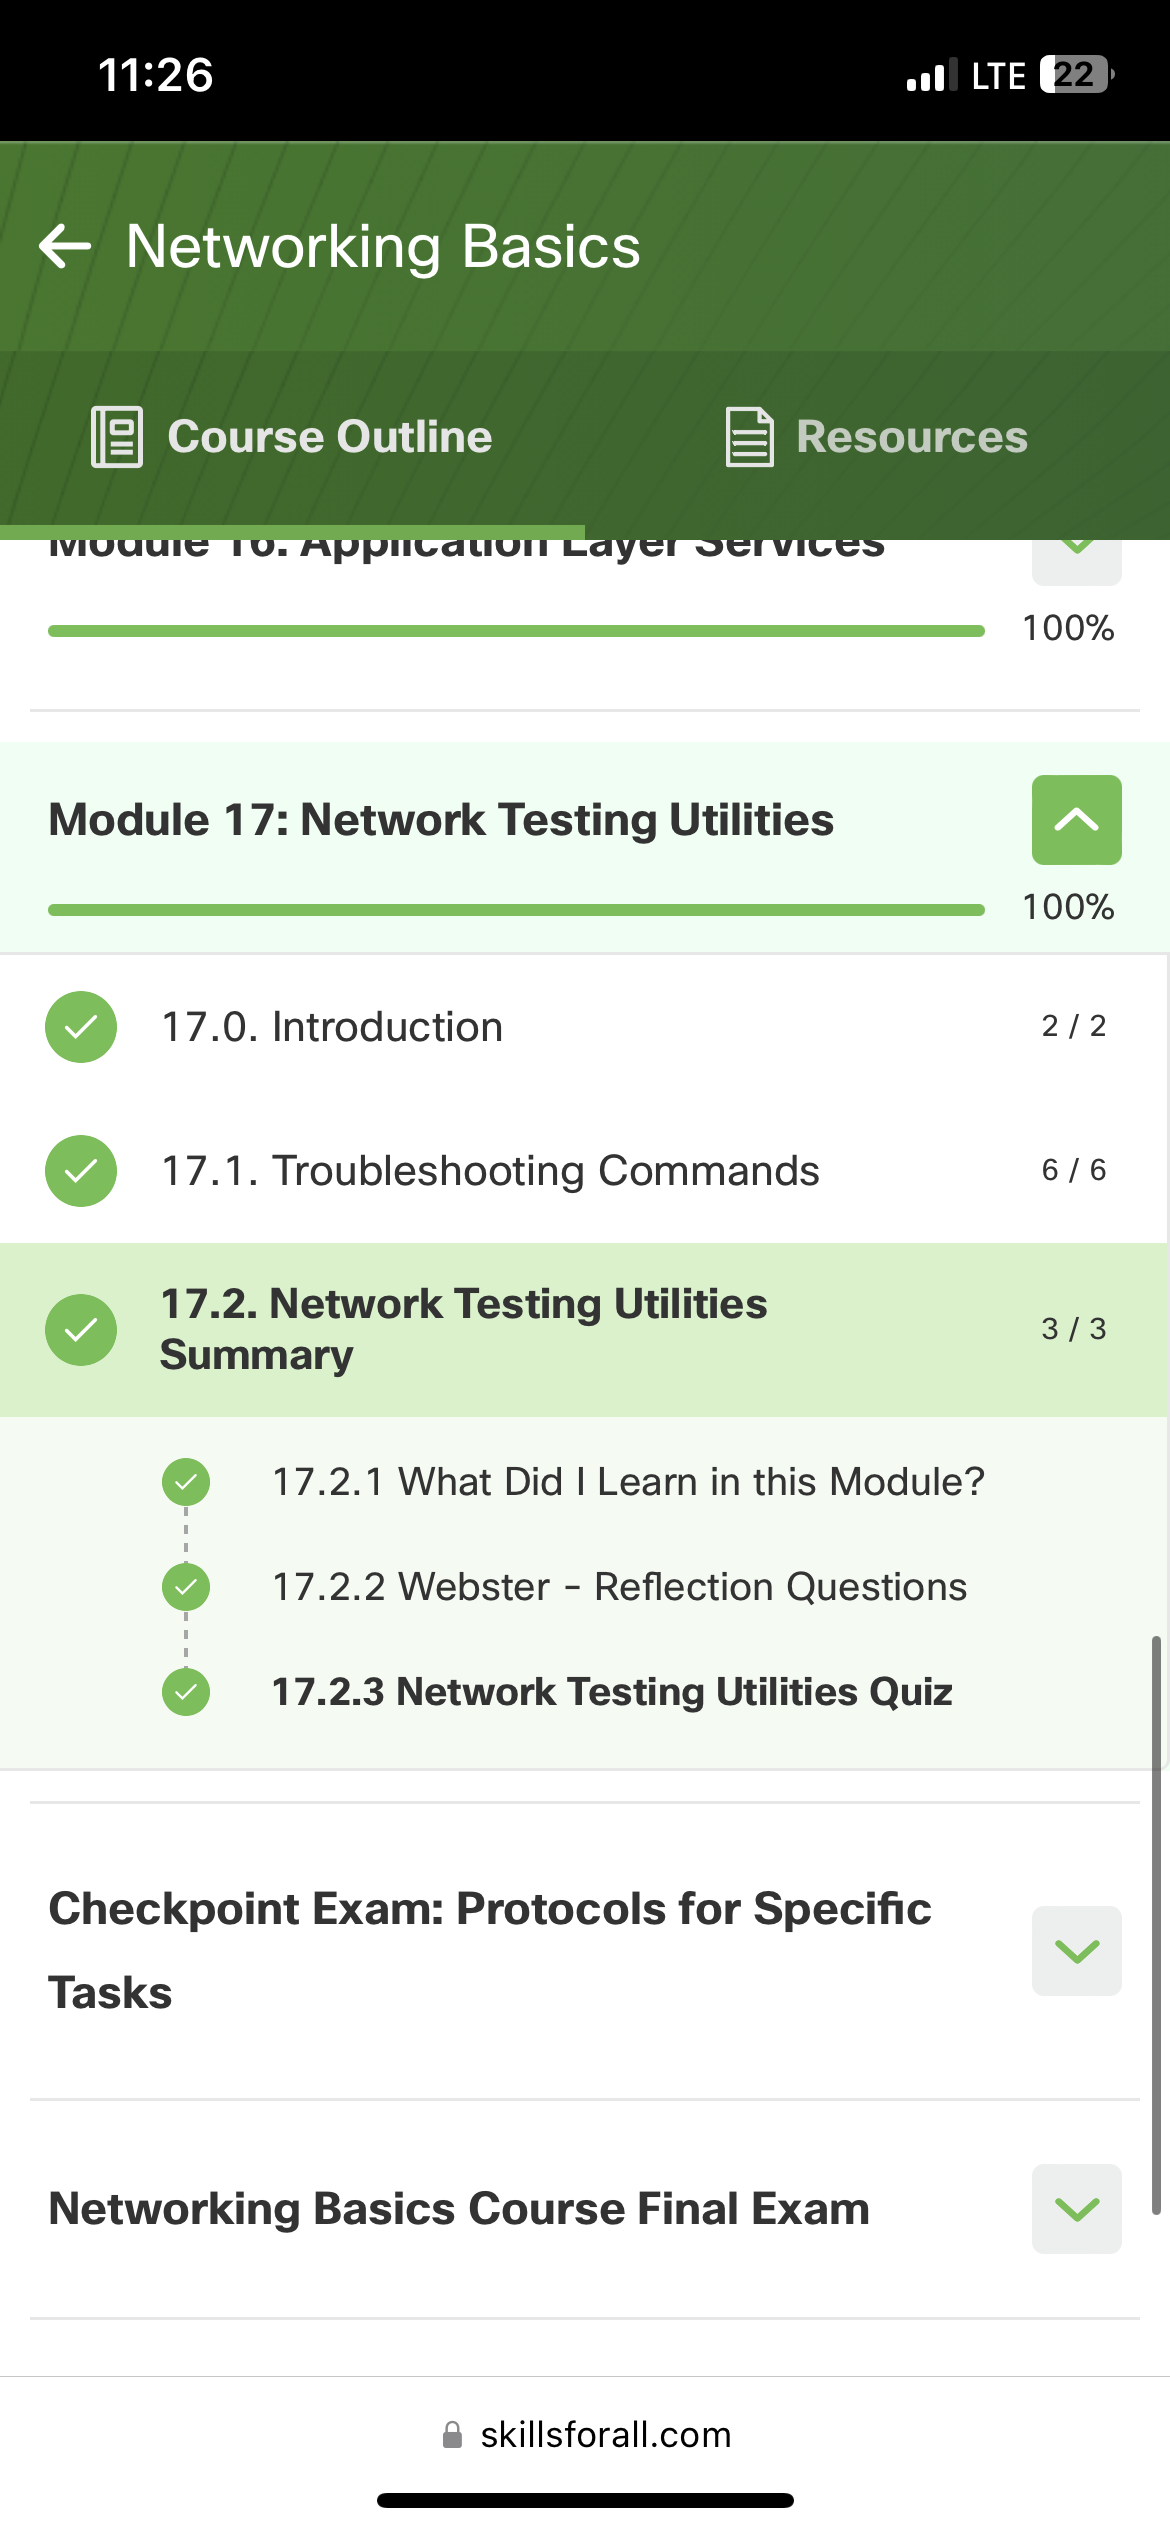 11:26
LTE 22
Networking Basics
Course Outline
Resources
Module 16: Application Layer Services
100%
Module 17: Network Testing Utilities
100%
17.0. Introduction
2 / 2
17.1. Troubleshooting Commands
6 / 6
17.2. Network Testing Utilities
Summary
3 / 3
17.2.1 What Did I Learn in this Module?
17.2.2 Webster - Reflection Questions
17.2.3 Network Testing Utilities Quiz
Checkpoint Exam: Protocols for Specific
Tasks
Networking Basics Course Final Exam
skillsforall.com